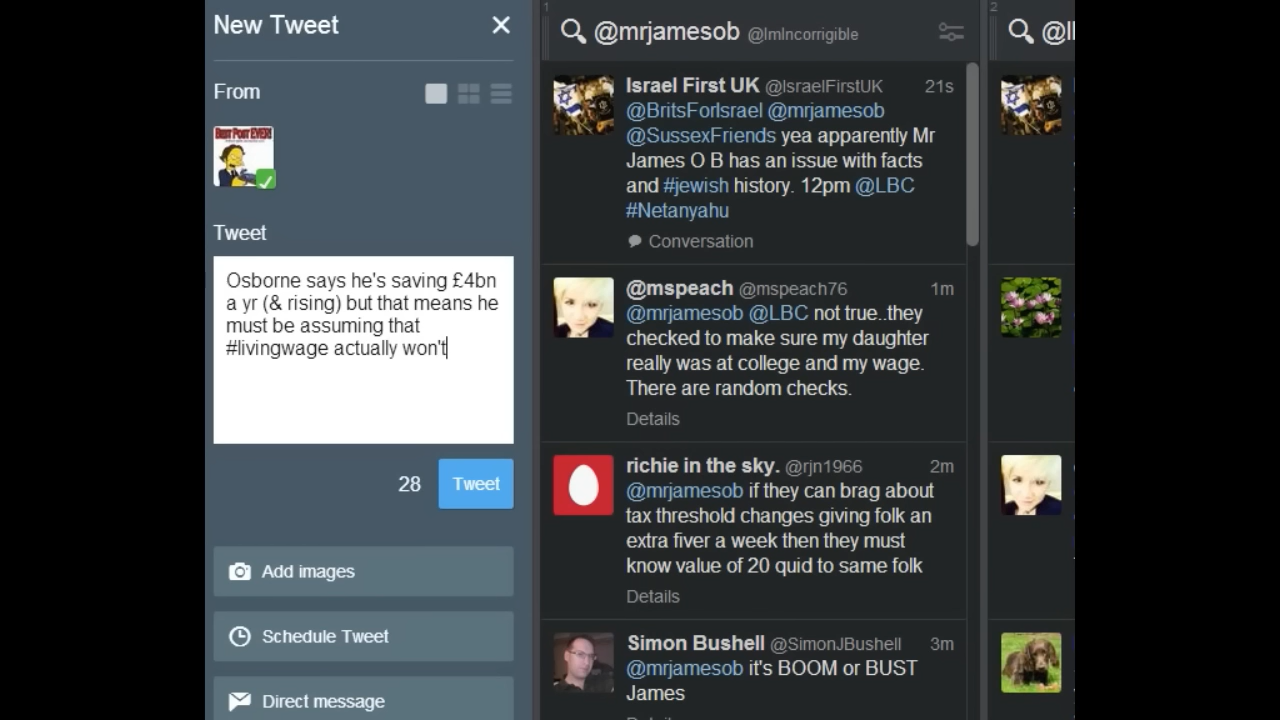 New Tweet
From
BEST POST EVER!
Tweet
Osborne says he's saving £4bn
a yr (& rising) but that means he
must be assuming that
#livingwage actually won't
28
Tweet
Add images
Schedule Tweet
Direct message
1
@mrjamesob @ImIncorrigible
Israel First UK @IsraelFirstUK 21s
@BritsForIsrael @mrjamesob
@SussexFriends yea apparently Mr
James O B has an issue with facts
and #jewish history. 12pm @LBC
#Netanyahu
Conversation
@mspeach @mspeach76 1m
@mrjamesob @LBC not true..they
checked to make sure my daughter
really was at college and my wage.
There are random checks.
Details
richie in the sky. @rjn1966 2m
@mrjamesob if they can brag about
tax threshold changes giving folk an
extra fiver a week then they must
know value of 20 quid to same folk
Details
Simon Bushell @SimonJBushell 3m
@mrjamesob it's BOOM or BUST
James
2